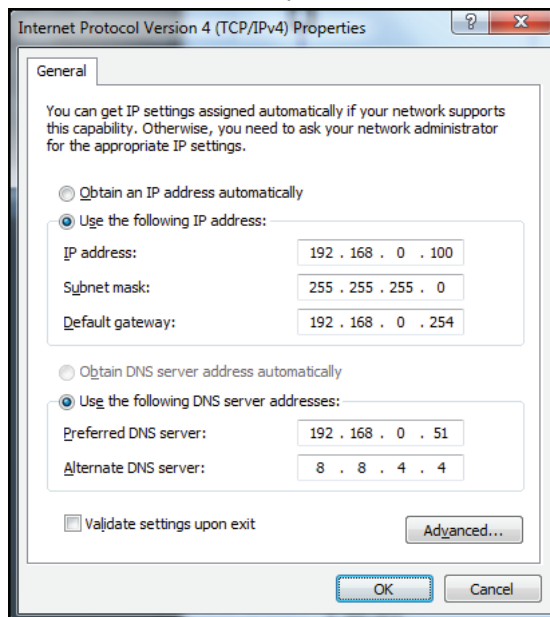 Internet Protocol Version 4 (TCP/IPv4) Properties
General
You can get IP settings assigned automatically if your network supports
this capability. Otherwise, you need to ask your network administrator
for the appropriate IP settings.
Obtain an IP address automatically
Use the following IP address:
IP address: 192 . 168 . 0 . 100
Subnet mask: 255 . 255 . 255 . 0
Default gateway: 192 . 168 . 0 . 254
Obtain DNS server address automatically
Use the following DNS server addresses:
Preferred DNS server: 192 . 168 . 0 . 51
Alternate DNS server: 8 . 8 . 4 . 4
Validate settings upon exit
Advanced...
OK Cancel